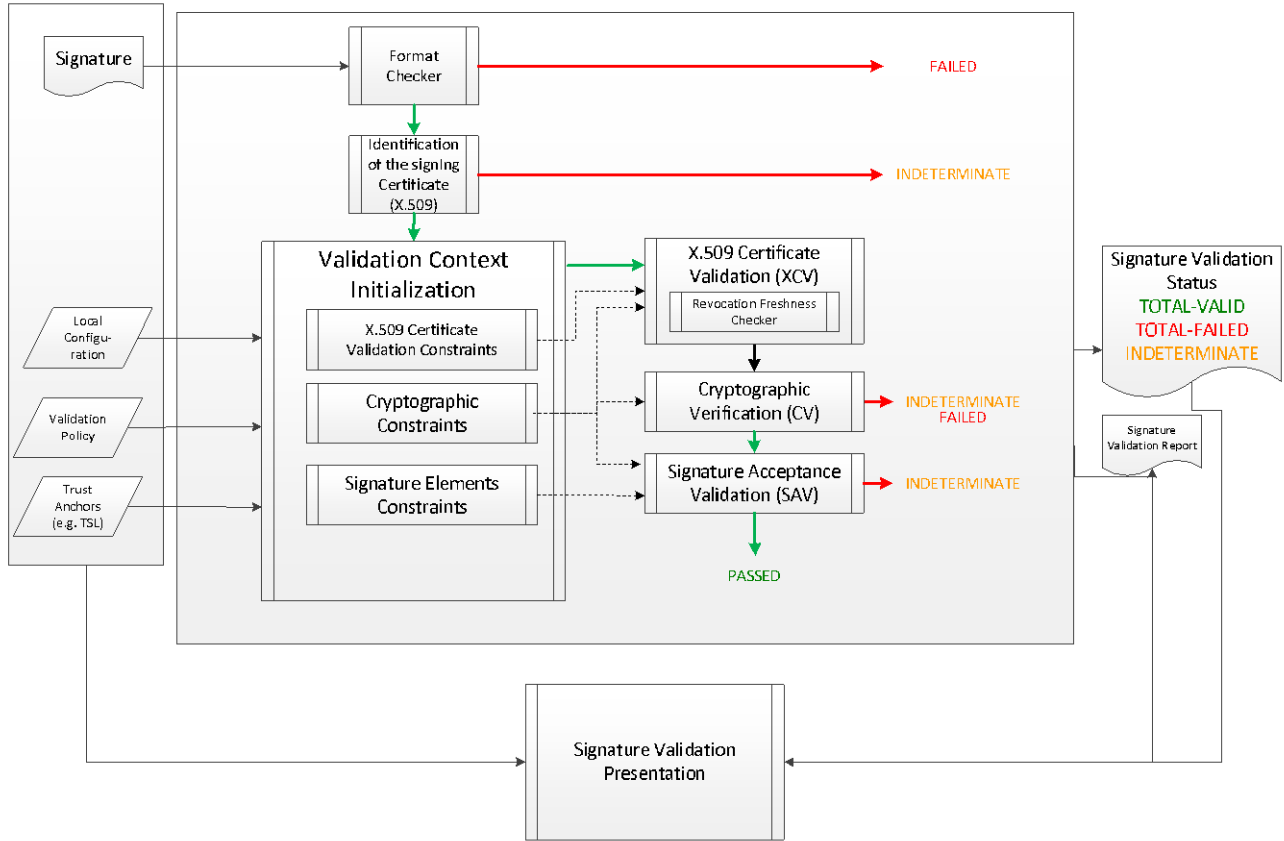 Signature
Format
Checker
FAILED
Identification
of the signing
Certificate
(X.509)
INDETERMINATE
Validation Context
Initialization
X.509 Certificate
Validation Constraints
Cryptographic
Constraints
Signature Elements
Constraints
X.509 Certificate
Validation (XCV)
Revocation Freshness
Checker
Cryptographic
Verification (CV)
INDETERMINATE
FAILED
Signature Acceptance
Validation (SAV)
INDETERMINATE
PASSED
Local
Configu-
ration
Validation
Policy
Trust
Anchors
(e.g. TSL)
Signature Validation
Status
TOTAL-VALID
TOTAL-FAILED
INDETERMINATE
Signature
Validation Report
Signature Validation
Presentation